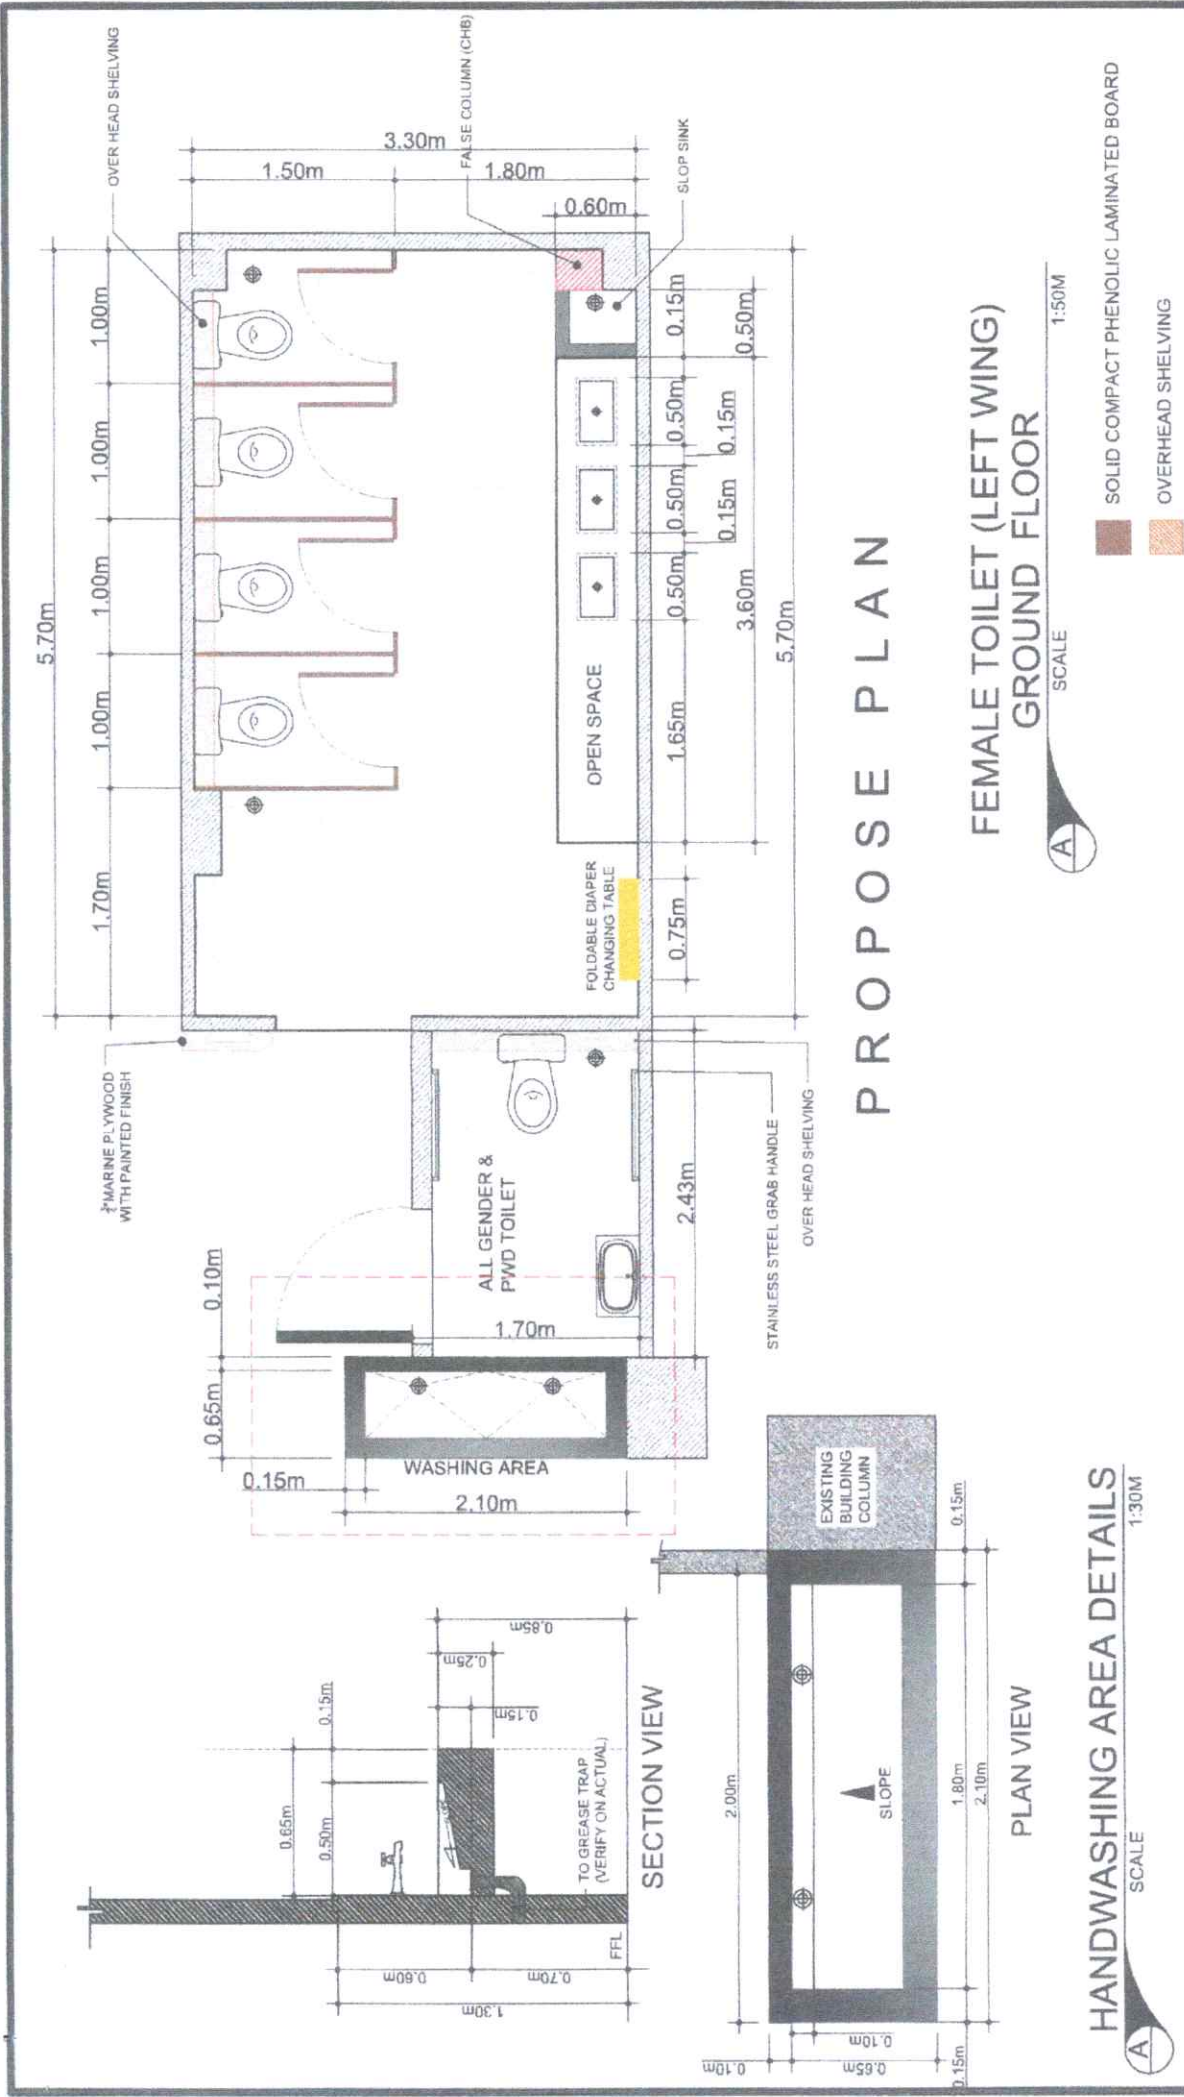 5.70m
1.70m
1.00m
1.00m
1.00m
1.00m
OVER HEAD SHELVING
3.30m
1.50m
1.80m
0.60m
FALSE COLUMN (CHB)
SLOP SINK
MARINE PLYWOOD
WITH PAINTED FINISH
0.10m
0.65m
0.15m
2.10m
WASHING AREA
1.70m
ALL GENDER &
PWD TOILET
FOLDABLE DIAPER
CHANGING TABLE
OPEN SPACE
0.75m
1.65m
0.50m
0.50m
0.50m
0.15m
0.15m
0.15m
3.60m
0.50m
5.70m
2.43m
STAINLESS STEEL GRAB HANDLE
OVER HEAD SHELVING
PROPOSE PLAN
A
FEMALE TOILET (LEFT WING)
GROUND FLOOR
SCALE
1:50M
SOLID COMPACT PHENOLIC LAMINATED BOARD
OVERHEAD SHELVING
0.65m
0.50m
0.15m
0.15m
0.25m
0.85m
0.60m
0.70m
1.30m
FFL
TO GREASE TRAP
(VERIFY ON ACTUAL)
SECTION VIEW
2.00m
EXISTING
BUILDING
COLUMN
SLOPE
0.10m
0.65m
0.10m
0.15m
1.80m
0.15m
2.10m
PLAN VIEW
A
HANDWASHING AREA DETAILS
SCALE
1:30M